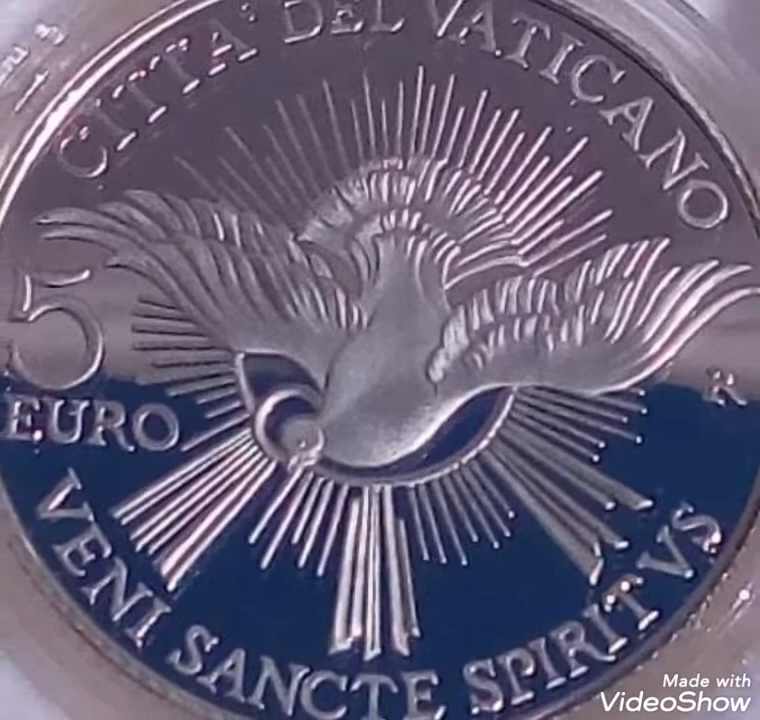 CITTA' DEL VATICANO
5
EURO
R
VENI SANCTE SPIRITVS
Made with
VideoShow